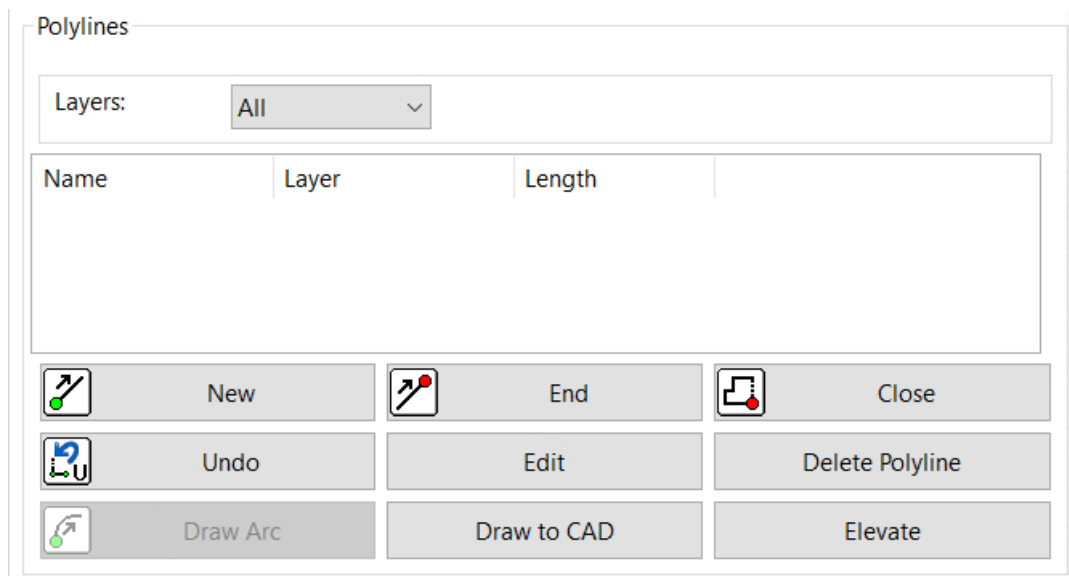 Polylines
Layers: All
Name Layer Length
New End Close
U Undo Edit Delete Polyline
Draw Arc Draw to CAD Elevate